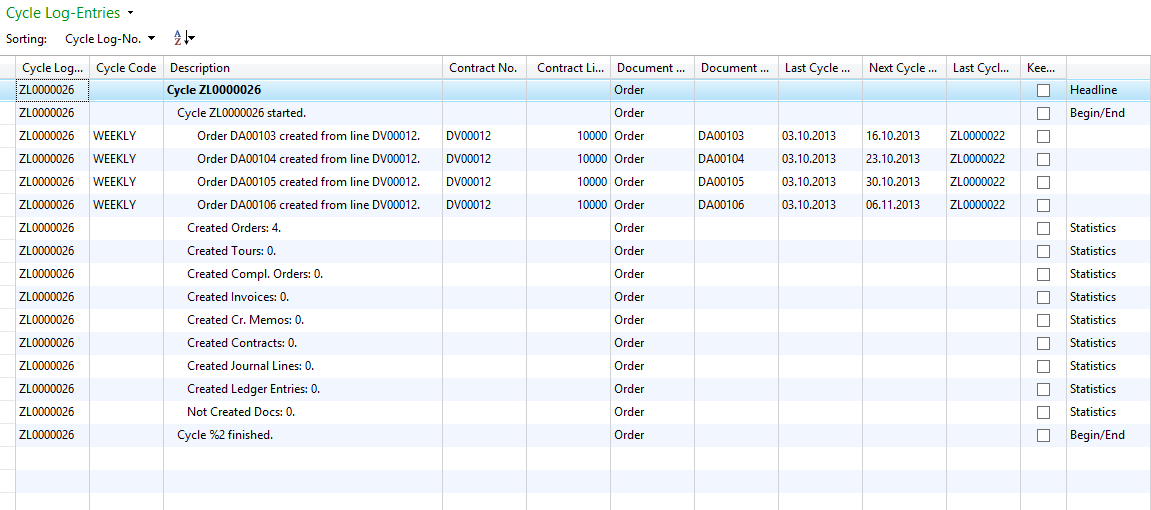 Cycle Log-Entries
Sorting: Cycle Log-No. A Z
Cycle Log... Cycle Code Description Contract No. Contract Li... Document ... Document ... Last Cycle ... Next Cycle ... Last Cycl... Kee...
ZL0000026 Cycle ZL0000026 Order Headline
ZL0000026 Cycle ZL0000026 started. Order Begin/End
ZL0000026 WEEKLY Order DA00103 created from line DV00012. DV00012 10000 Order DA00103 03.10.2013 16.10.2013 ZL0000022
ZL0000026 WEEKLY Order DA00104 created from line DV00012. DV00012 10000 Order DA00104 03.10.2013 23.10.2013 ZL0000022
ZL0000026 WEEKLY Order DA00105 created from line DV00012. DV00012 10000 Order DA00105 03.10.2013 30.10.2013 ZL0000022
ZL0000026 WEEKLY Order DA00106 created from line DV00012. DV00012 10000 Order DA00106 03.10.2013 06.11.2013 ZL0000022
ZL0000026 Created Orders: 4. Order Statistics
ZL0000026 Created Tours: 0. Order Statistics
ZL0000026 Created Compl. Orders: 0. Order Statistics
ZL0000026 Created Invoices: 0. Order Statistics
ZL0000026 Created Cr. Memos: 0. Order Statistics
ZL0000026 Created Contracts: 0. Order Statistics
ZL0000026 Created Journal Lines: 0. Order Statistics
ZL0000026 Created Ledger Entries: 0. Order Statistics
ZL0000026 Not Created Docs: 0. Order Statistics
ZL0000026 Cycle %2 finished. Order Begin/End